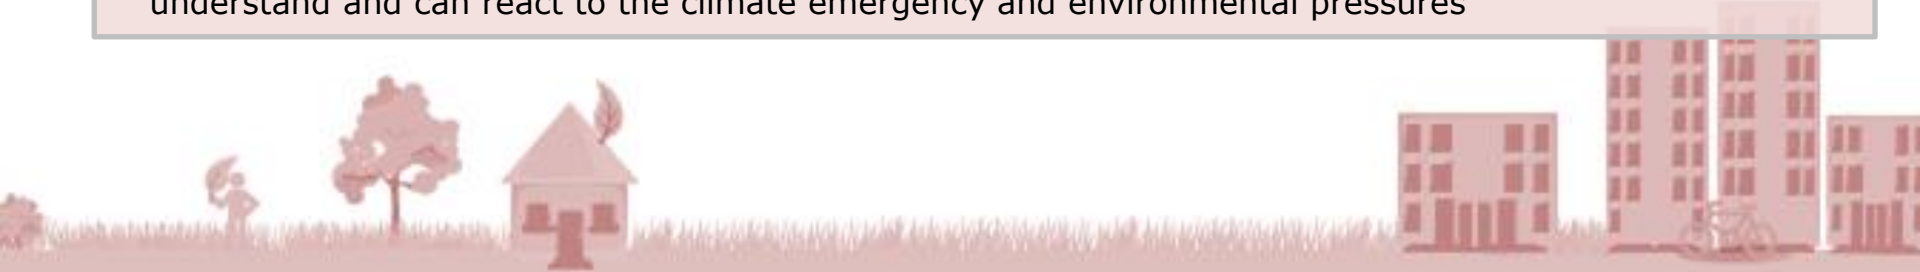 understand and can react to the climate emergency and environmental pressures